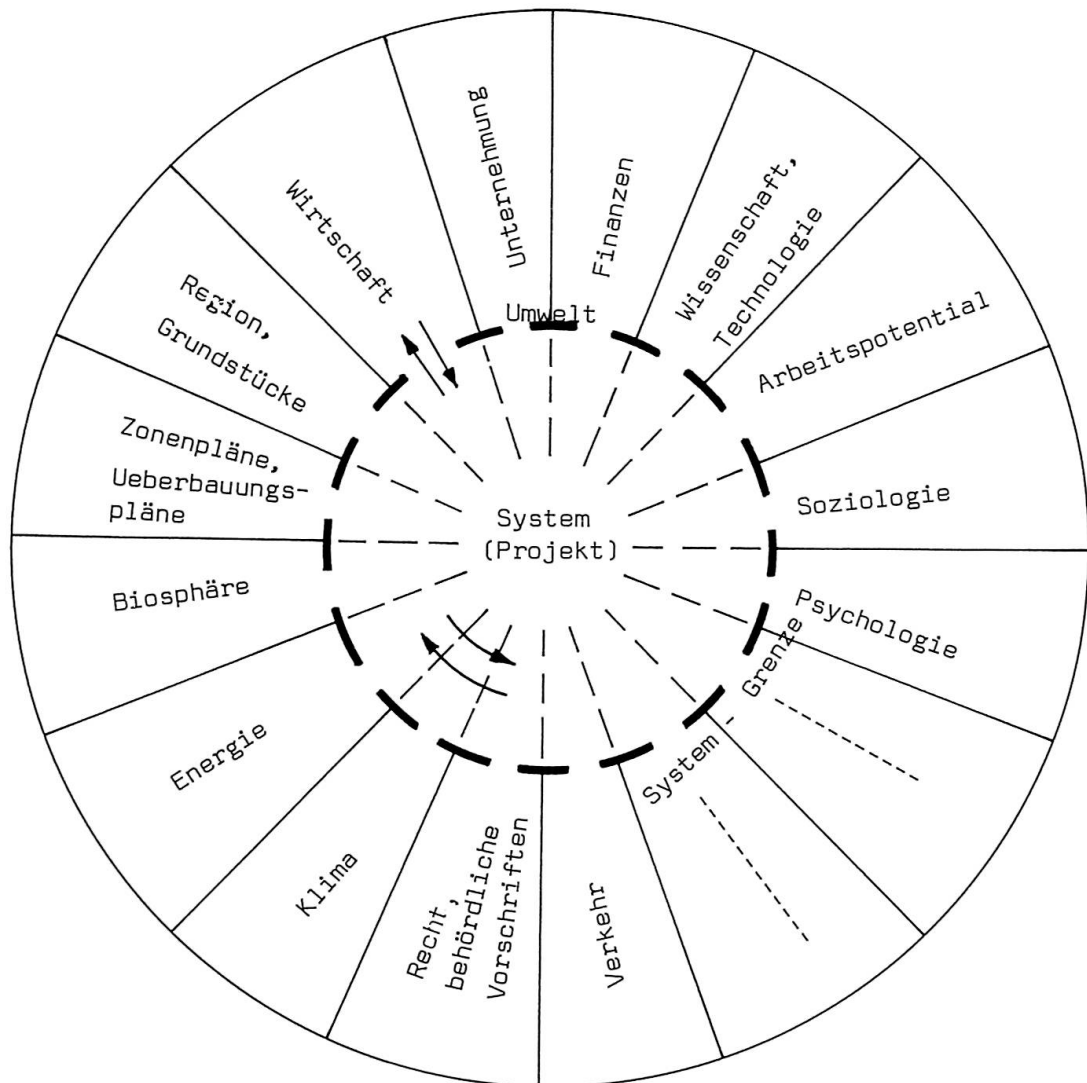 Unternehmung
Finanzen
Wissenschaft,
Technologie
Arbeitspotential
Soziologie
Psychologie
System - Grenze
Verkehr
Recht,
behördliche
Vorschriften
Klima
Energie
Biosphäre
Zonenpläne,
Ueberbauungs-
pläne
Region,
Grundstücke
Wirtschaft
Umwelt
System
(Projekt)